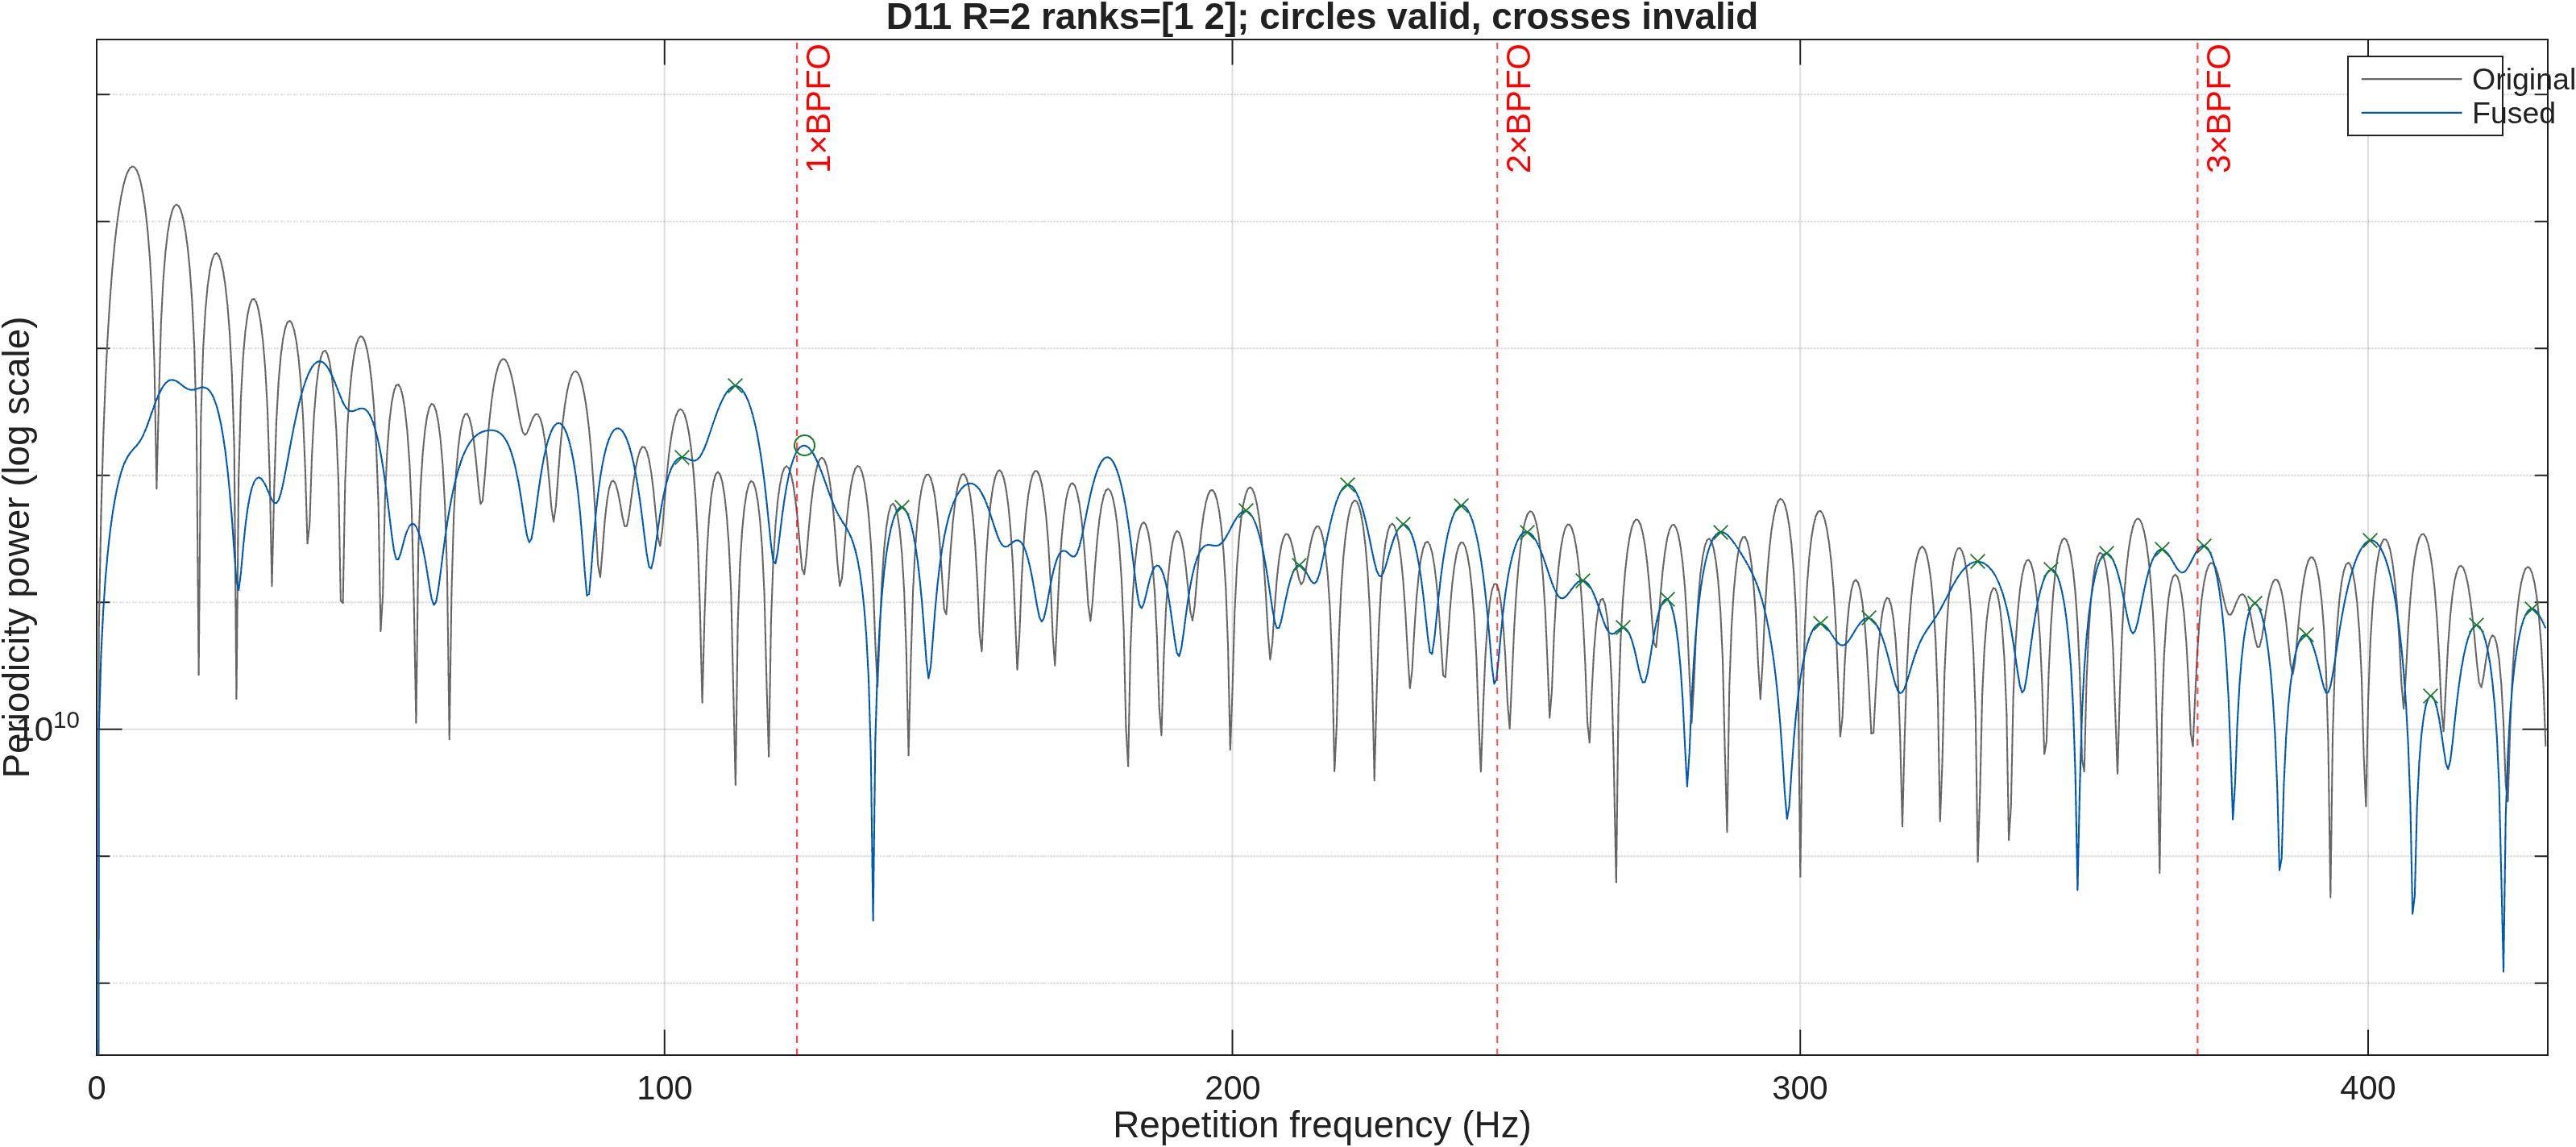 D11 R=2 ranks=[1 2]; circles valid, crosses invalid
1×BPFO
2×BPFO
3×BPFO
Original
Fused
Periodicity power (log scale)
10^10
0 100 200 300 400
Repetition frequency (Hz)